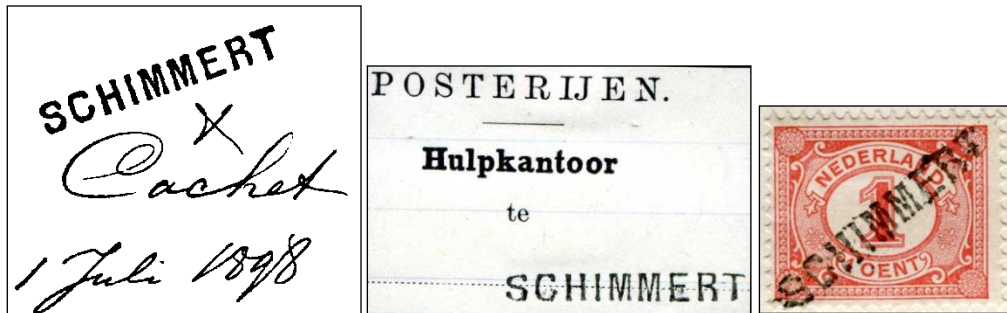 SCHIMMERT
X
Cachet
1 Juli 1898
POSTERIJEN.
Hulpkantoor
te
SCHIMMERT
NEDERLAND
1
CENT
SCHIMMERT